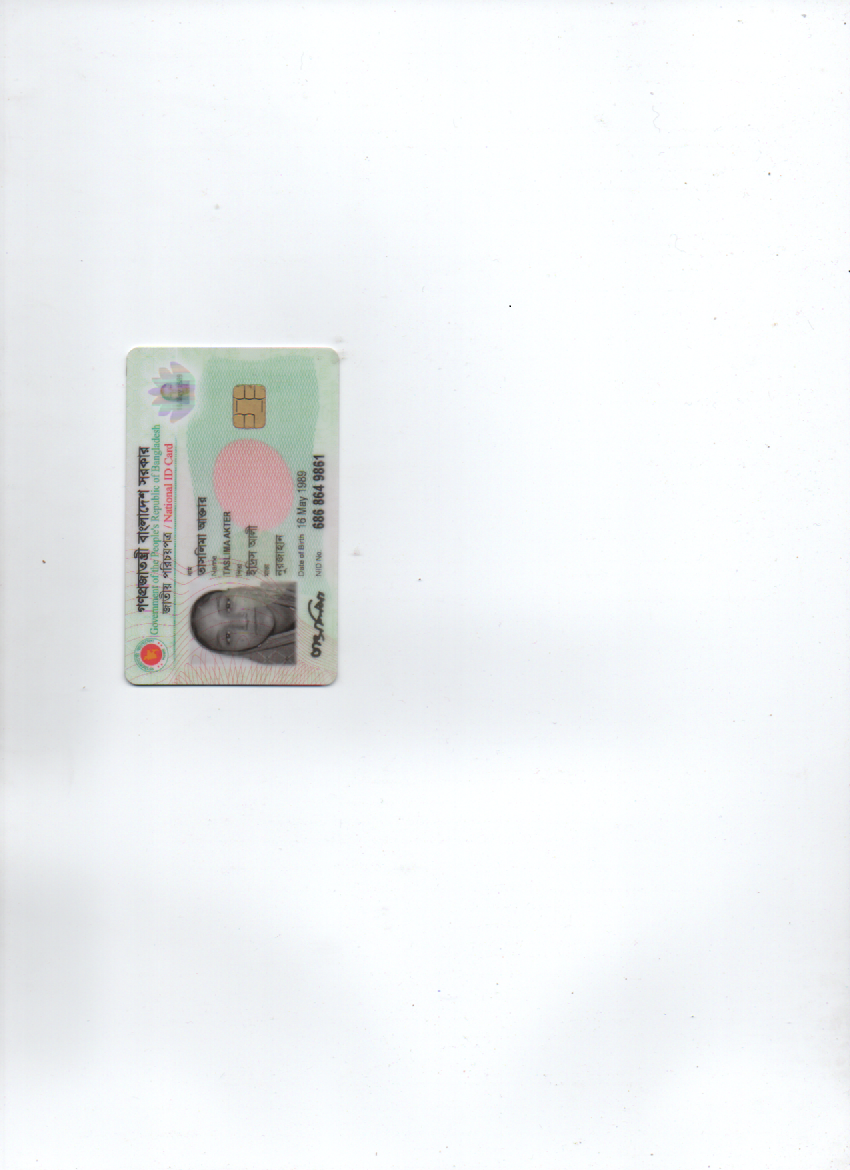 গণপ্রজাতন্ত্রী বাংলাদেশ সরকার
Government of the People's Republic of Bangladesh
জাতীয় পরিচয় পত্র / National ID Card
নাম
তাসলিমা আক্তার
Name
TASLIMA AKTER
পিতা
ইদ্রিস আলী
মাতা
নুরজাহান
Date of Birth 16 May 1989
NID No. 686 864 9861